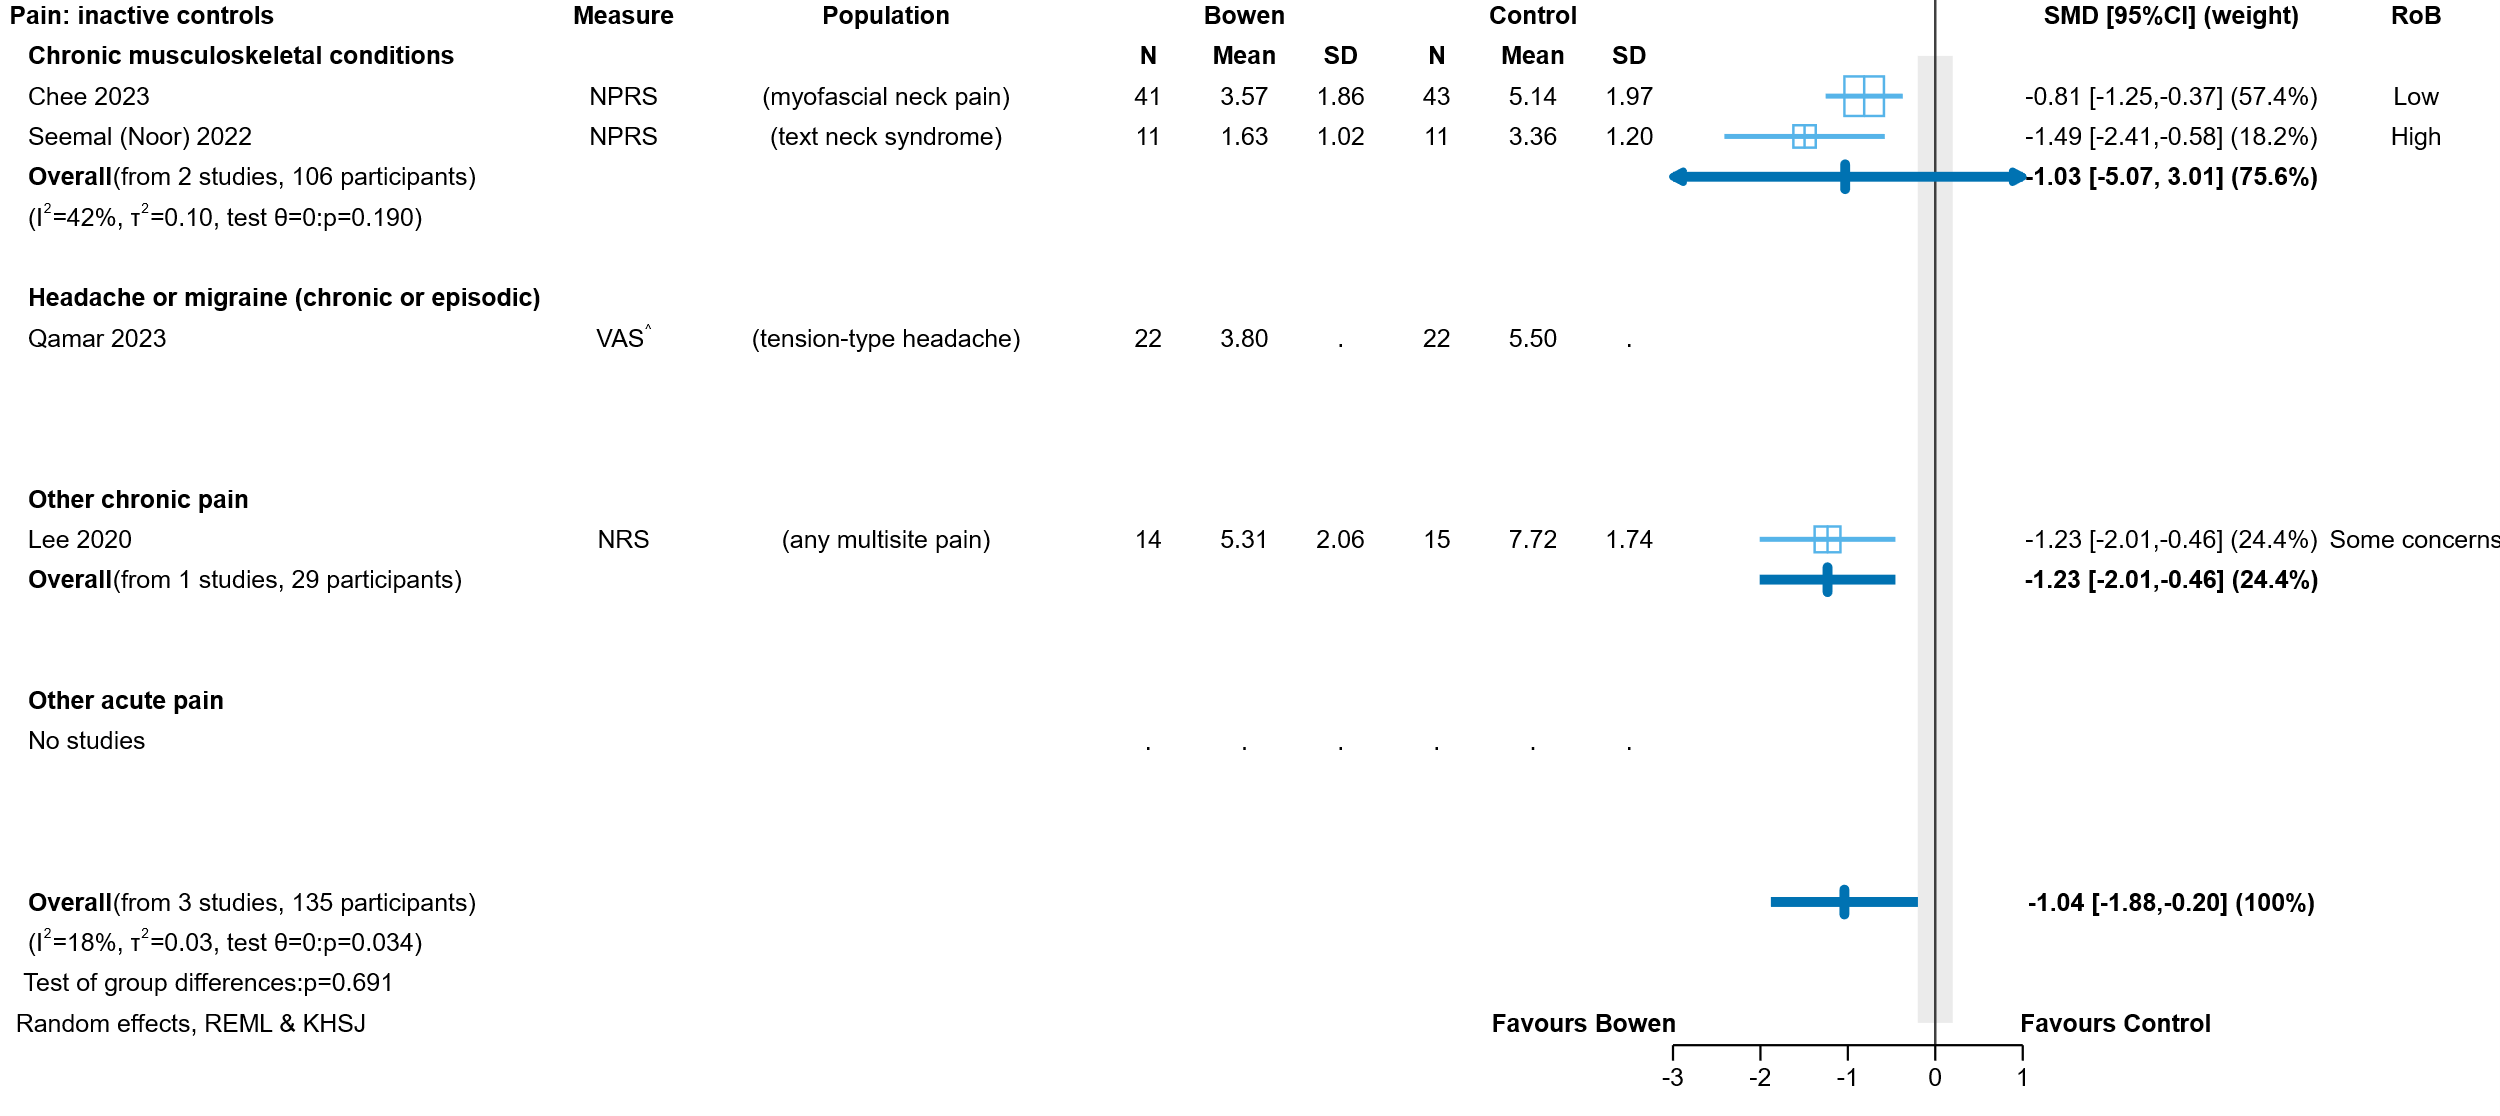 Pain: inactive controls Measure Population Bowen Control SMD [95%CI] (weight) RoB
Chronic musculoskeletal conditions N Mean SD N Mean SD
Chee 2023 NPRS (myofascial neck pain) 41 3.57 1.86 43 5.14 1.97 -0.81 [-1.25,-0.37] (57.4%) Low
Seemal (Noor) 2022 NPRS (text neck syndrome) 11 1.63 1.02 11 3.36 1.20 -1.49 [-2.41,-0.58] (18.2%) High
Overall(from 2 studies, 106 participants) -1.03 [-5.07, 3.01] (75.6%)
(I²=42%, τ²=0.10, test θ=0:p=0.190)
Headache or migraine (chronic or episodic)
Qamar 2023 VAS^ (tension-type headache) 22 3.80 . 22 5.50 .
Other chronic pain
Lee 2020 NRS (any multisite pain) 14 5.31 2.06 15 7.72 1.74 -1.23 [-2.01,-0.46] (24.4%) Some concerns
Overall(from 1 studies, 29 participants) -1.23 [-2.01,-0.46] (24.4%)
Other acute pain
No studies . . . . . .
Overall(from 3 studies, 135 participants) -1.04 [-1.88,-0.20] (100%)
(I²=18%, τ²=0.03, test θ=0:p=0.034)
Test of group differences:p=0.691
Random effects, REML & KHSJ Favours Bowen Favours Control
-3 -2 -1 0 1